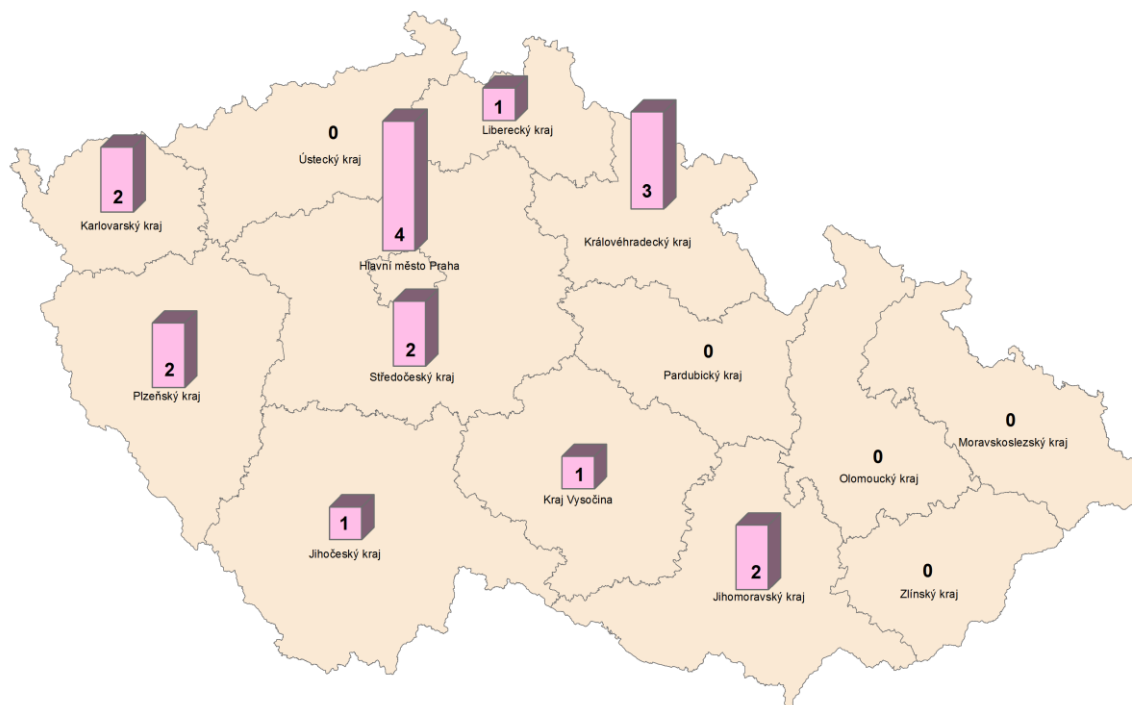 1
Liberecký kraj
0
Ústecký kraj
2
Karlovarský kraj
4
Hlavní město Praha
3
Královéhradecký kraj
2
Plzeňský kraj
2
Středočeský kraj
0
Pardubický kraj
0
Moravskoslezský kraj
0
Olomoucký kraj
1
Kraj Vysočina
1
Jihočeský kraj
2
Jihomoravský kraj
0
Zlínský kraj